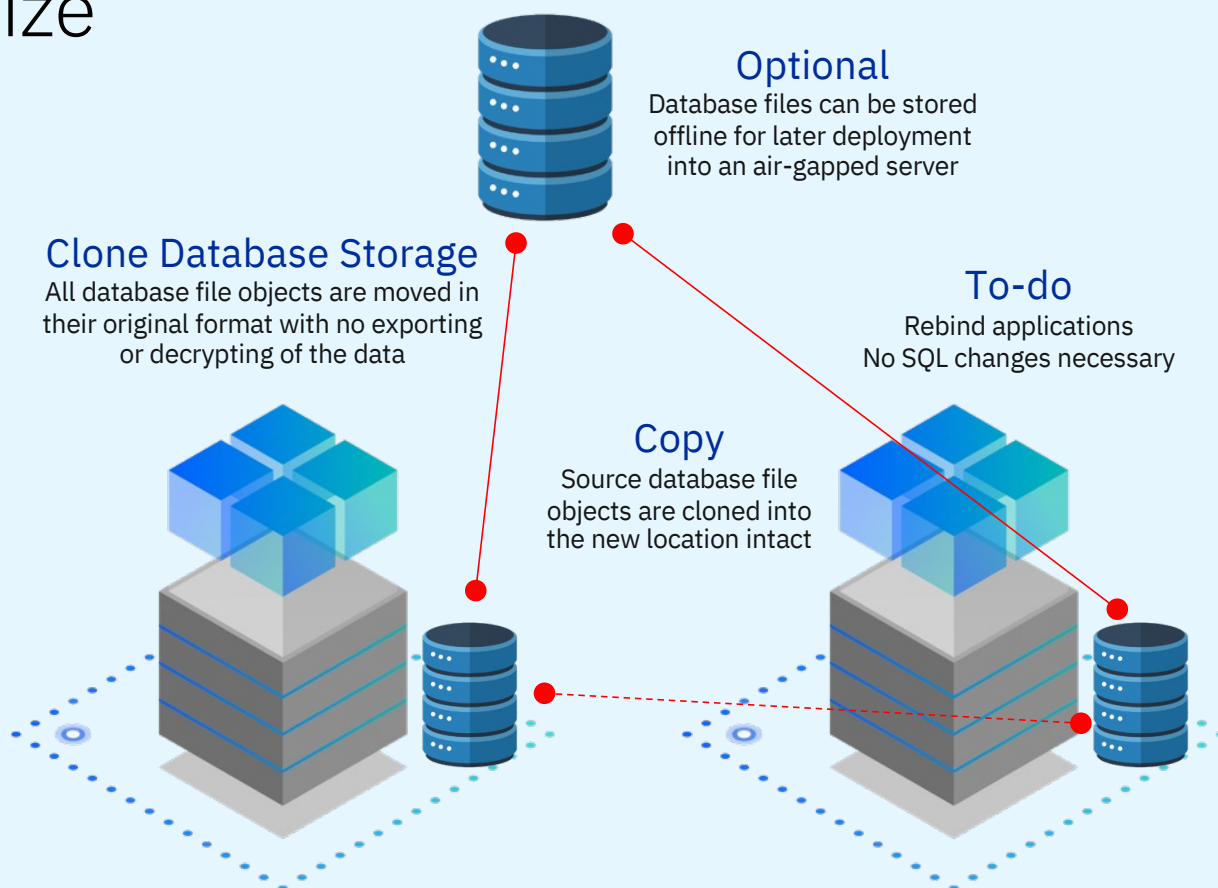 ize
Optional
Database files can be stored
offline for later deployment
into an air-gapped server
Clone Database Storage
All database file objects are moved in
their original format with no exporting
or decrypting of the data
To-do
Rebind applications
No SQL changes necessary
Copy
Source database file
objects are cloned into
the new location intact